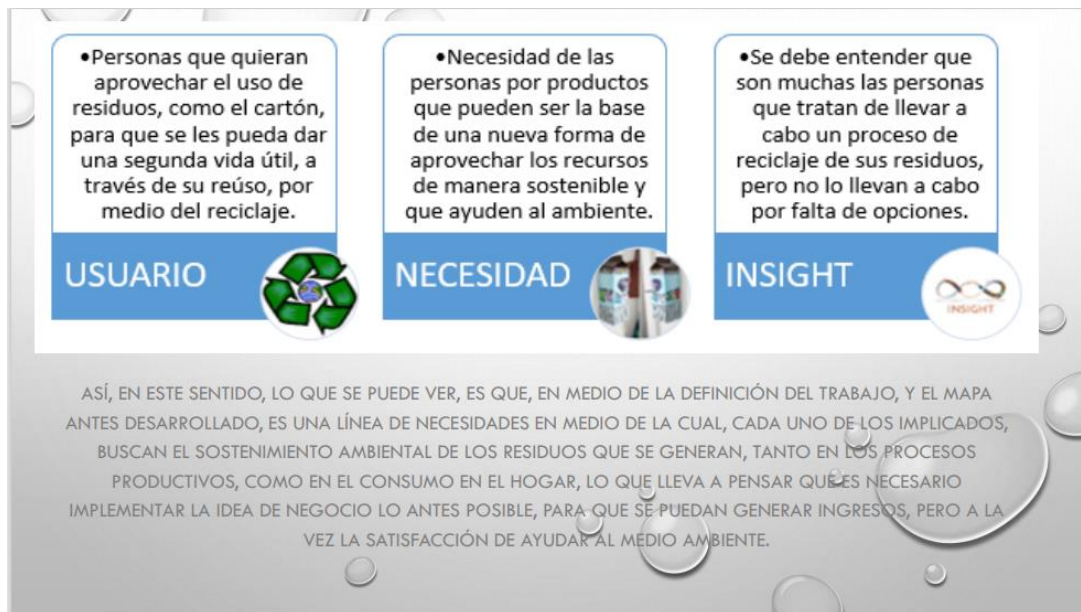 •Personas que quieran
aprovechar el uso de
residuos, como el cartón,
para que se les pueda dar
una segunda vida útil, a
través de su reúso, por
medio del reciclaje.
USUARIO
•Necesidad de las
personas por productos
que pueden ser la base
de una nueva forma de
aprovechar los recursos
de manera sostenible y
que ayuden al ambiente.
NECESIDAD
•Se debe entender que
son muchas las personas
que tratan de llevar a
cabo un proceso de
reciclaje de sus residuos,
pero no lo llevan a cabo
por falta de opciones.
INSIGHT
INSIGHT
ASÍ, EN ESTE SENTIDO, LO QUE SE PUEDE VER, ES QUE, EN MEDIO DE LA DEFINICIÓN DEL TRABAJO, Y EL MAPA
ANTES DESARROLLADO, ES UNA LÍNEA DE NECESIDADES EN MEDIO DE LA CUAL, CADA UNO DE LOS IMPLICADOS,
BUSCAN EL SOSTENIMIENTO AMBIENTAL DE LOS RESIDUOS QUE SE GENERAN, TANTO EN LOS PROCESOS
PRODUCTIVOS, COMO EN EL CONSUMO EN EL HOGAR, LO QUE LLEVA A PENSAR QUE ES NECESARIO
IMPLEMENTAR LA IDEA DE NEGOCIO LO ANTES POSIBLE, PARA QUE SE PUEDAN GENERAR INGRESOS, PERO A LA
VEZ LA SATISFACCIÓN DE AYUDAR AL MEDIO AMBIENTE.